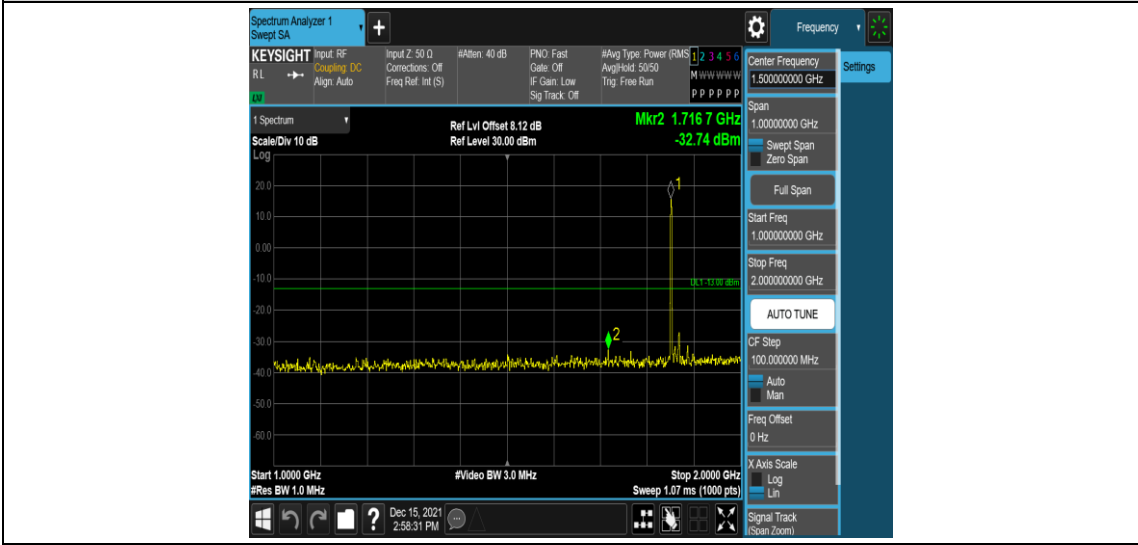 Spectrum Analyzer 1
Swept SA
+
Frequency
KEYSIGHT
RL
LM
Input: RF
Coupling: DC
Align: Auto
Input Z: 50 Ω
Corrections: Off
Freq Ref: Int (S)
#Atten: 40 dB
PNO: Fast
Gate: Off
IF Gain: Low
Sig Track: Off
#Avg Type: Power (RMS
Avg|Hold: 50/50
Trig: Free Run
1 2 3 4 5 6
M W W W W W
P P P P P P
1 Spectrum
Scale/Div 10 dB
Ref Lvl Offset 8.12 dB
Ref Level 30.00 dBm
Mkr2 1.716 7 GHz
-32.74 dBm
Log
20.0
10.0
0.00
-10.0
-20.0
-30.0
-40.0
-50.0
-60.0
1
2
DL1 -13.00 dBm
Start 1.0000 GHz
#Res BW 1.0 MHz
#Video BW 3.0 MHz
Stop 2.0000 GHz
Sweep 1.07 ms (1000 pts)
Dec 15, 2021
2:58:31 PM
?
Center Frequency
1.500000000 GHz
Settings
Span
1.00000000 GHz
Swept Span
Zero Span
Full Span
Start Freq
1.000000000 GHz
Stop Freq
2.000000000 GHz
AUTO TUNE
CF Step
100.000000 MHz
Auto
Man
Freq Offset
0 Hz
X Axis Scale
Log
Lin
Signal Track
(Span Zoom)